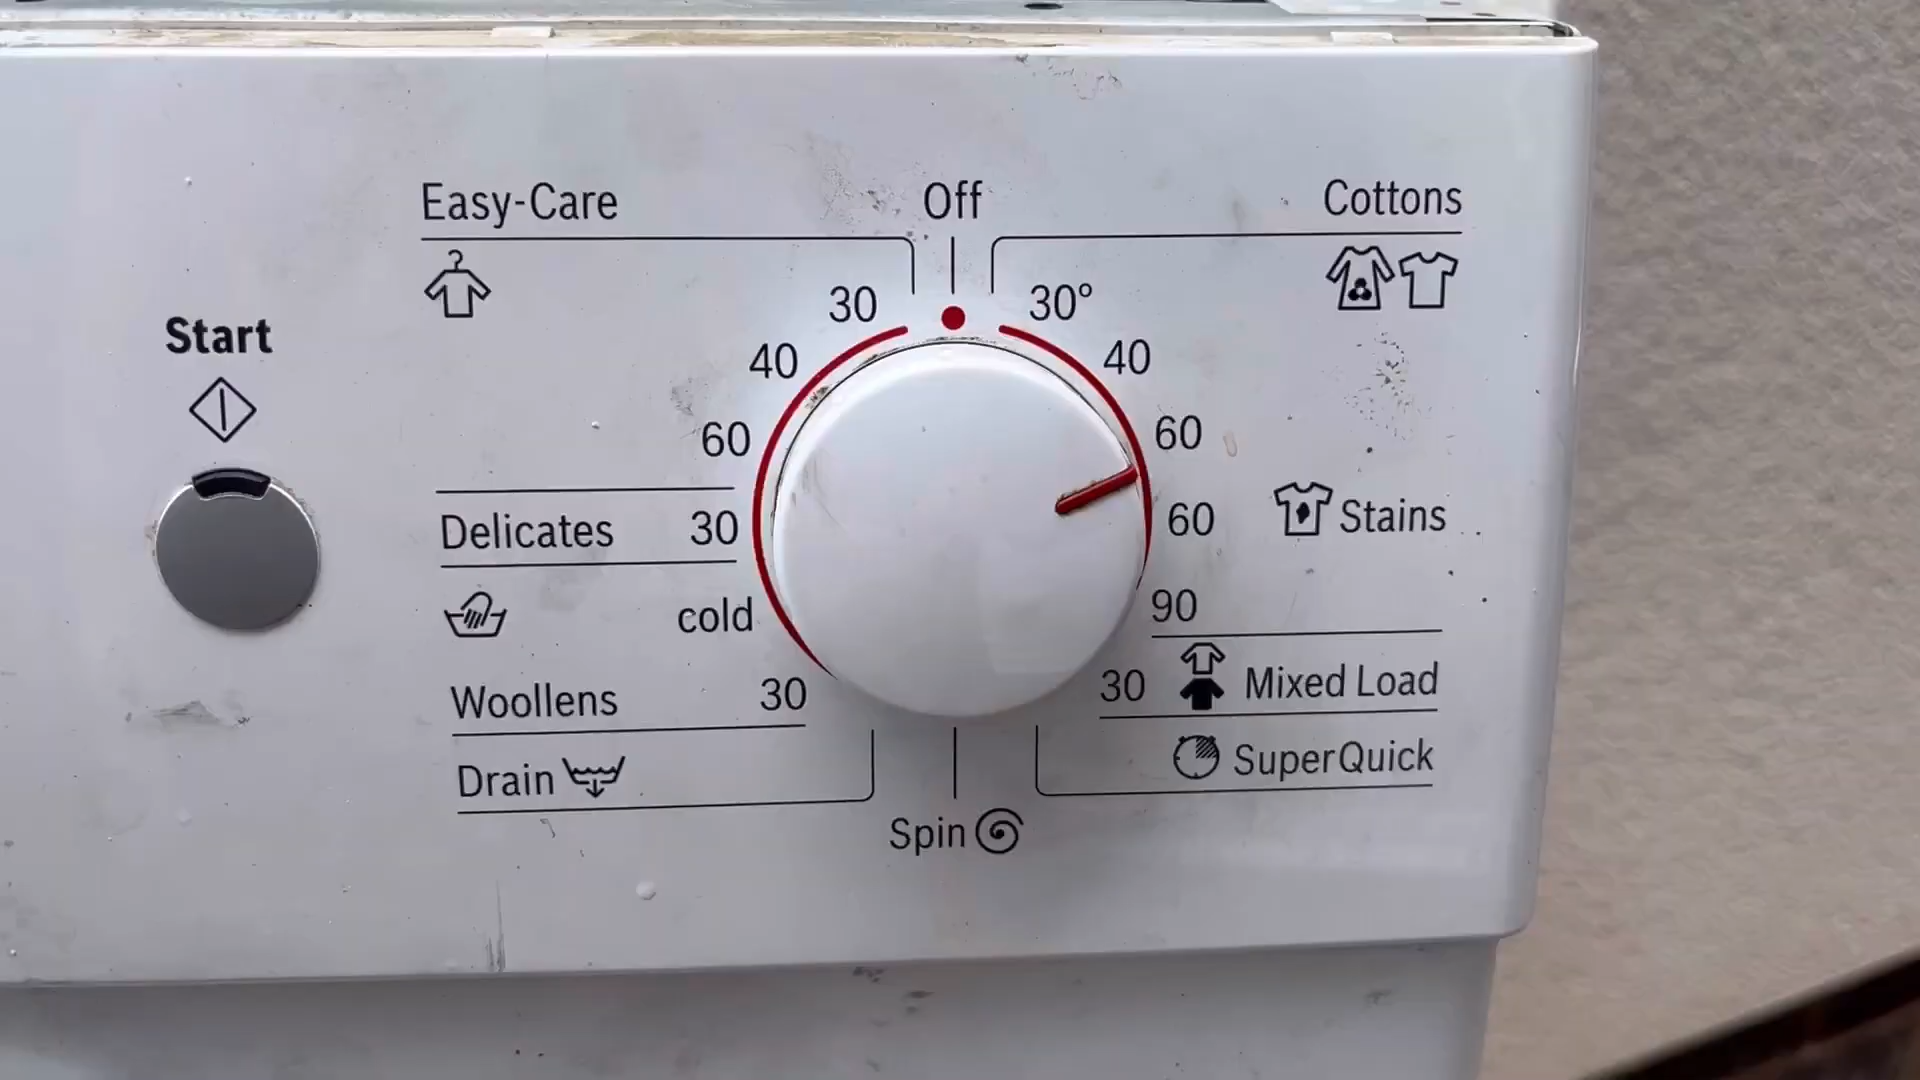 Easy-Care
Off
Cottons
30
30°
40
40
60
60
Start
Delicates 30
60 Stains
cold
90
Woollens 30
30 Mixed Load
Drain
SuperQuick
Spin